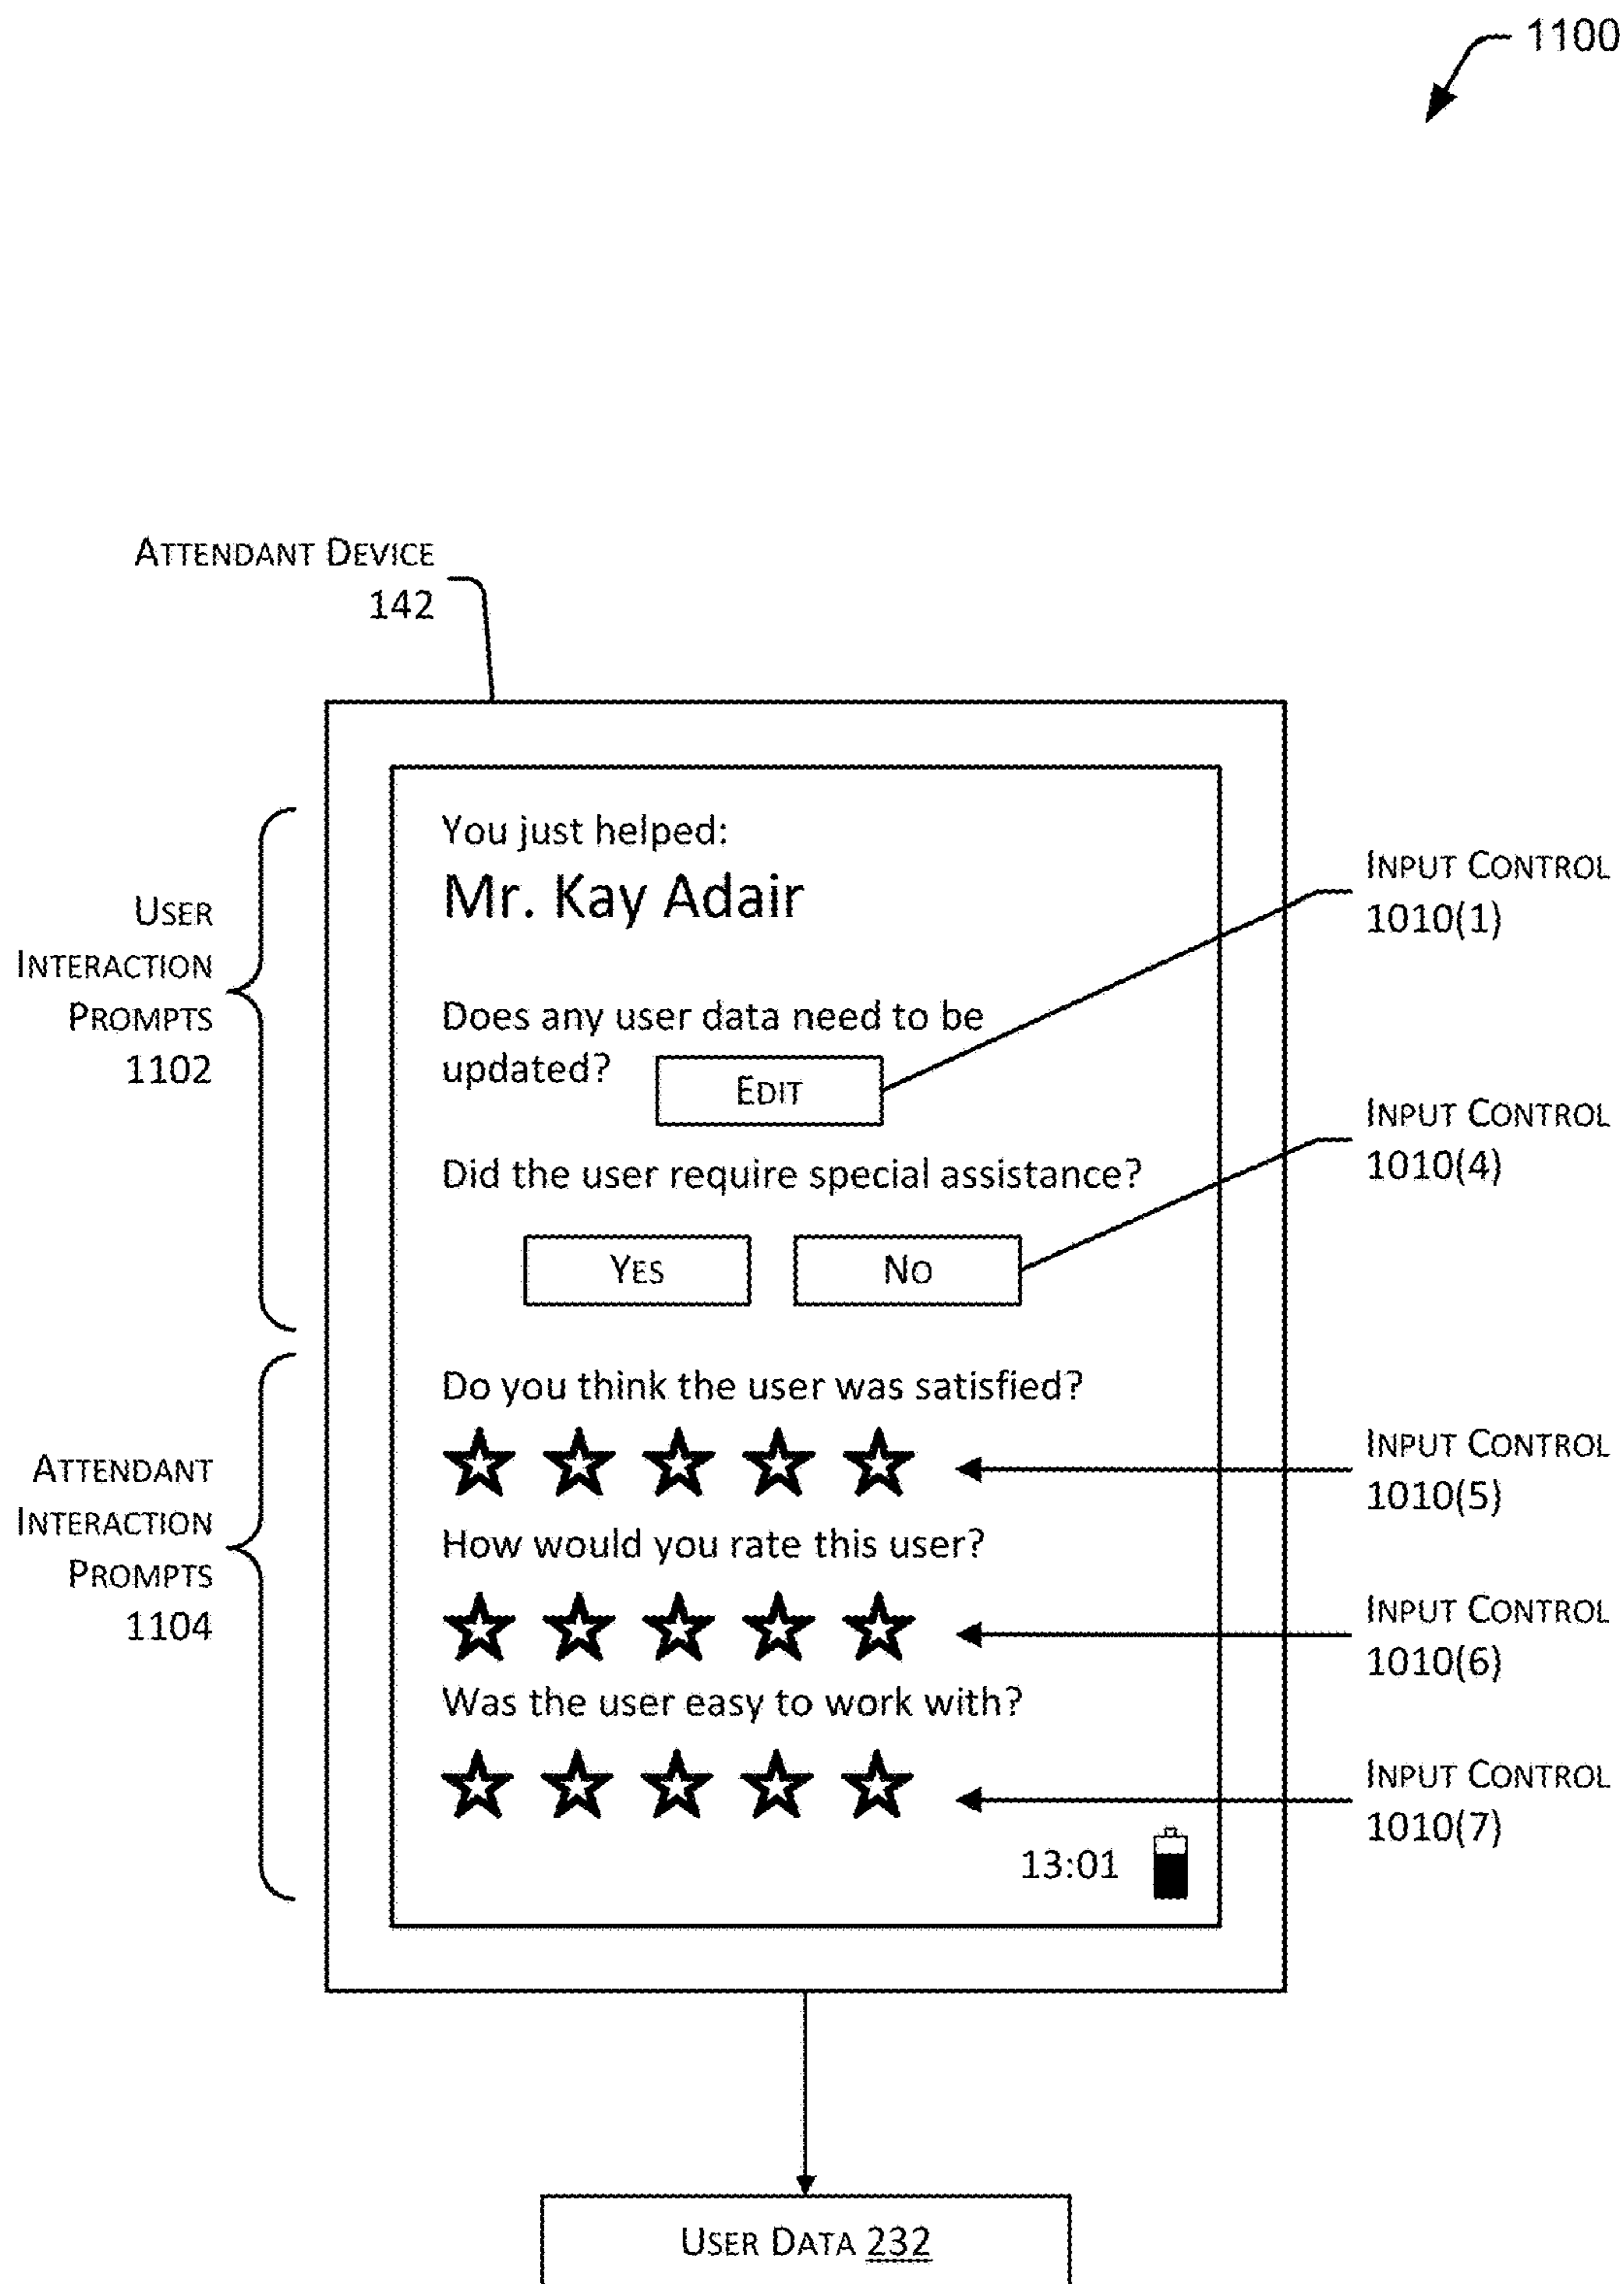 1100
ATTENDANT DEVICE
142
USER
INTERACTION
PROMPTS
1102
You just helped:
Mr. Kay Adair
Does any user data need to be
updated?
EDIT
Did the user require special assistance?
YES
NO
INPUT CONTROL
1010(1)
INPUT CONTROL
1010(4)
ATTENDANT
INTERACTION
PROMPTS
1104
Do you think the user was satisfied?
INPUT CONTROL
1010(5)
How would you rate this user?
INPUT CONTROL
1010(6)
Was the user easy to work with?
INPUT CONTROL
1010(7)
13:01
USER DATA 232